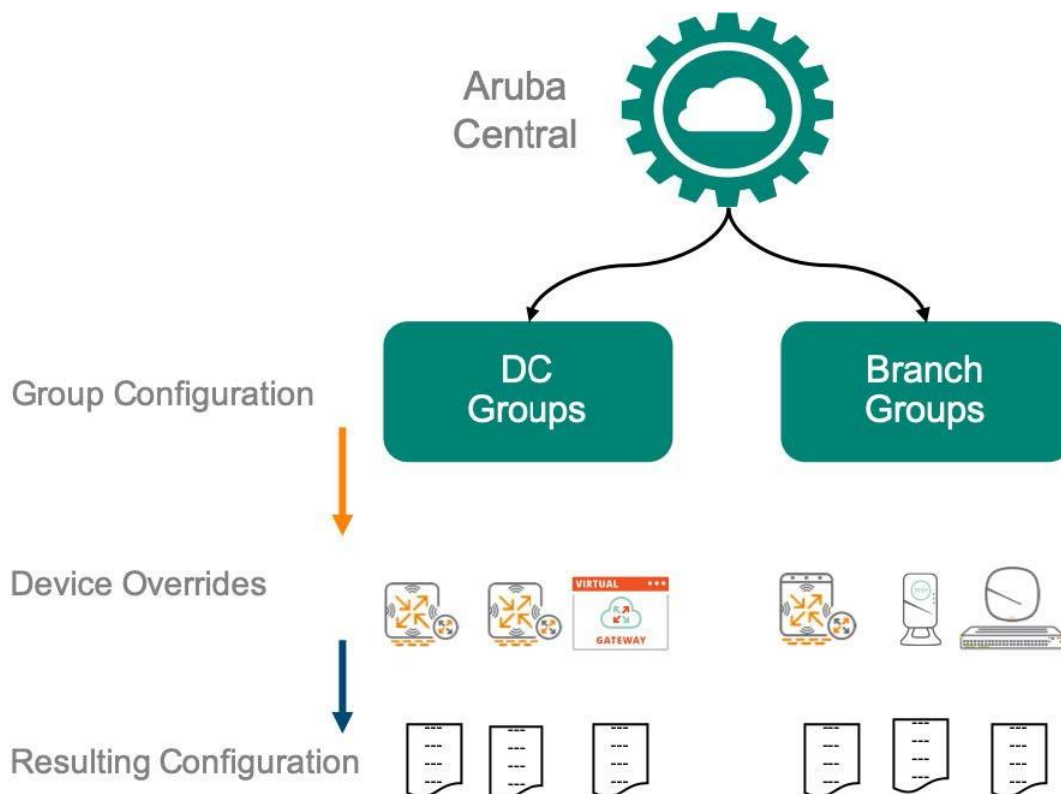 Aruba
Central
DC
Groups
Branch
Groups
Group Configuration
Device Overrides
VIRTUAL
GATEWAY
Resulting Configuration